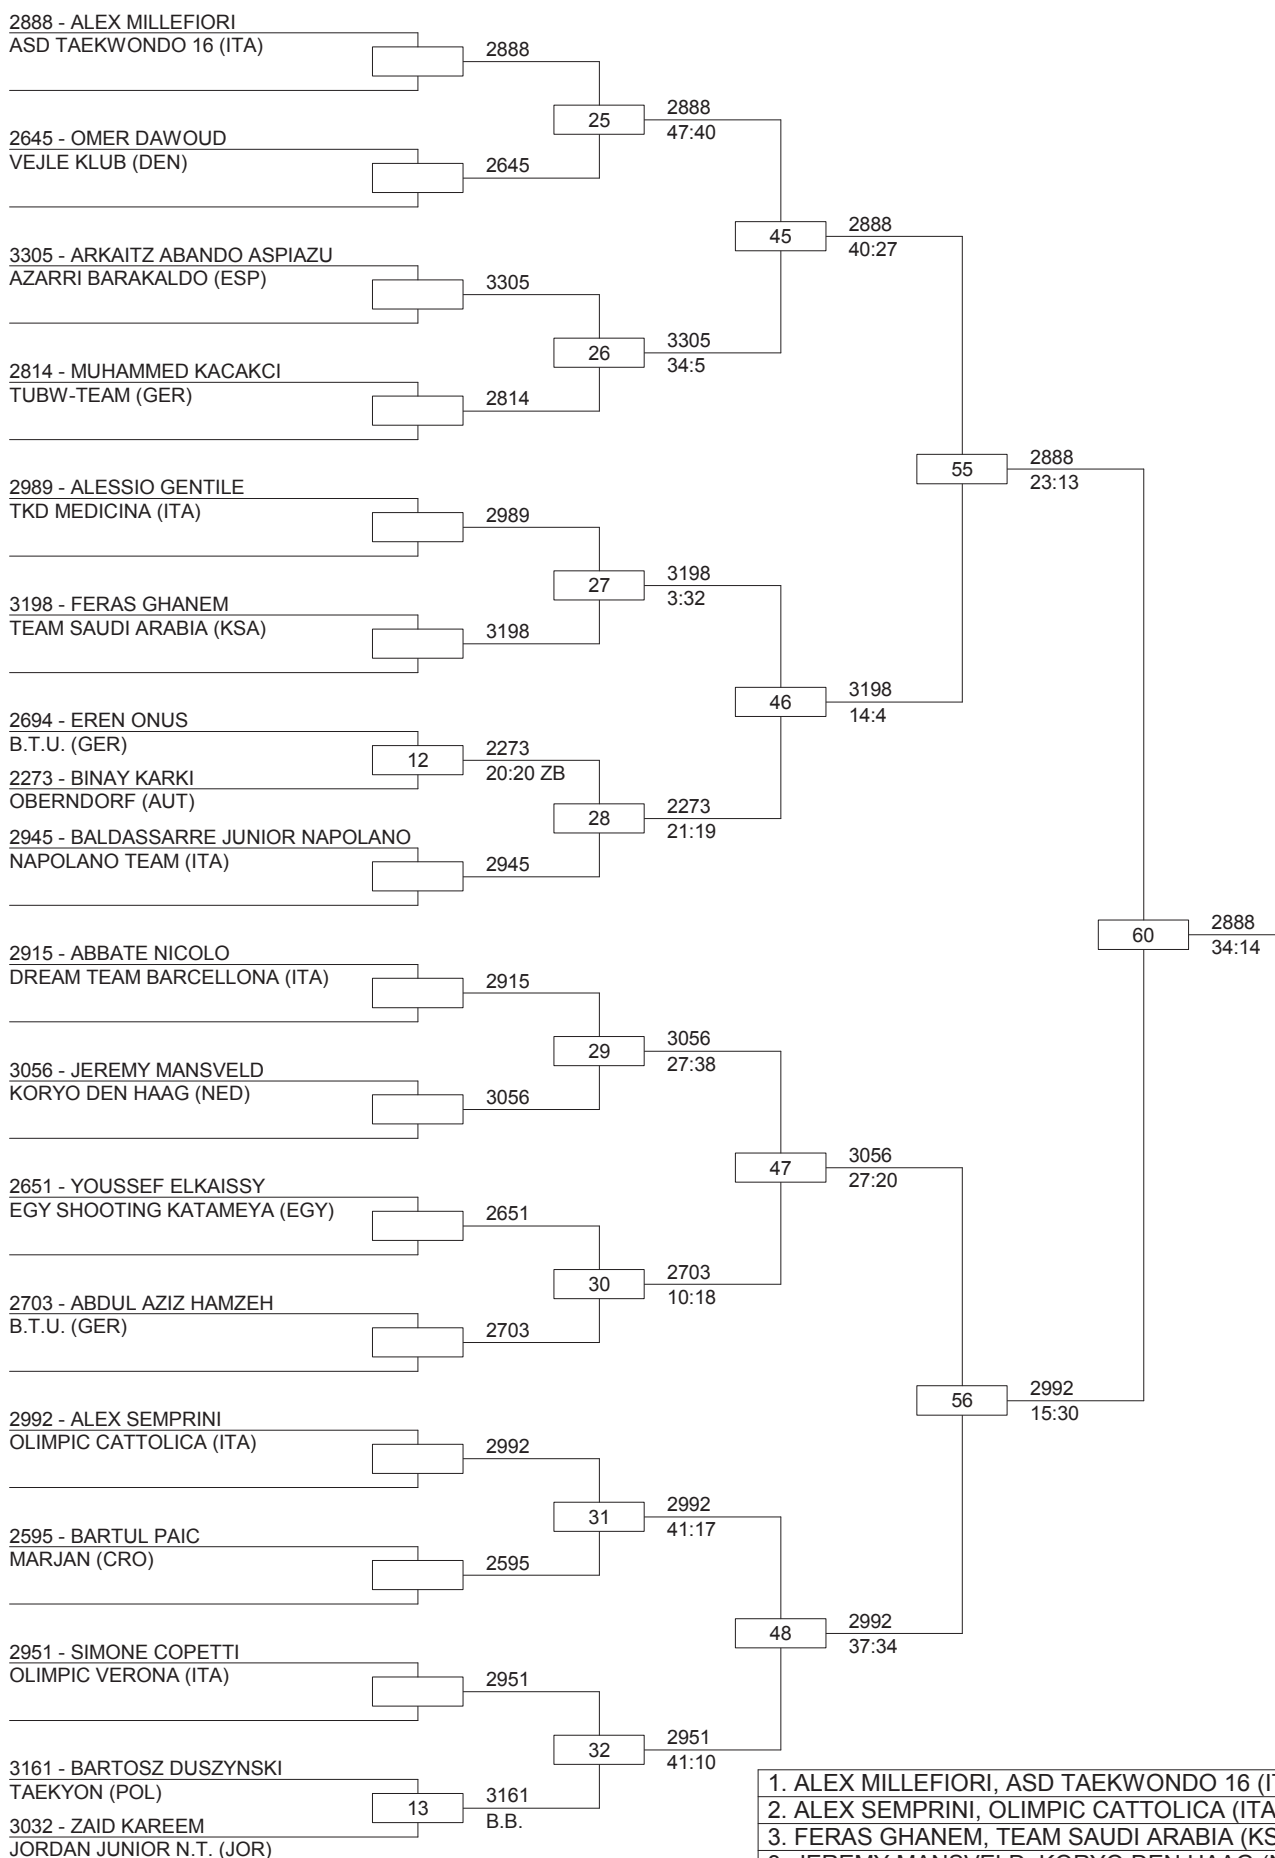 2888 - ALEX MILLEFIORI
ASD TAEKWONDO 16 (ITA)
2888
25
2888
47:40
2645 - OMER DAWOUD
VEJLE KLUB (DEN)
2645
45
2888
40:27
3305 - ARKAITZ ABANDO ASPIAZU
AZARRI BARAKALDO (ESP)
3305
26
3305
34:5
2814 - MUHAMMED KACAKCI
TUBW-TEAM (GER)
2814
55
2888
23:13
2989 - ALESSIO GENTILE
TKD MEDICINA (ITA)
2989
27
3198
3:32
3198 - FERAS GHANEM
TEAM SAUDI ARABIA (KSA)
3198
46
3198
14:4
2694 - EREN ONUS
B.T.U. (GER)
12
2273
20:20 ZB
2273 - BINAY KARKI
OBERNDORF (AUT)
28
2273
21:19
2945 - BALDASSARRE JUNIOR NAPOLANO
NAPOLANO TEAM (ITA)
2945
60
2888
34:14
2915 - ABBATE NICOLO
DREAM TEAM BARCELLONA (ITA)
2915
29
3056
27:38
3056 - JEREMY MANSVELD
KORYO DEN HAAG (NED)
3056
47
3056
27:20
2651 - YOUSSEF ELKAISSY
EGY SHOOTING KATAMEYA (EGY)
2651
30
2703
10:18
2703 - ABDUL AZIZ HAMZEH
B.T.U. (GER)
2703
56
2992
15:30
2992 - ALEX SEMPRINI
OLIMPIC CATTOLICA (ITA)
2992
31
2992
41:17
2595 - BARTUL PAIC
MARJAN (CRO)
2595
48
2992
37:34
2951 - SIMONE COPETTI
OLIMPIC VERONA (ITA)
2951
32
2951
41:10
3161 - BARTOSZ DUSZYNSKI
TAEKYON (POL)
13
3161
B.B.
3032 - ZAID KAREEM
JORDAN JUNIOR N.T. (JOR)
1. ALEX MILLEFIORI, ASD TAEKWONDO 16
2. ALEX SEMPRINI, OLIMPIC CATTOLICA (ITA
3. FERAS GHANEM, TEAM SAUDI ARABIA
JEREMY MANSVELD, KORYO DEN HAAG